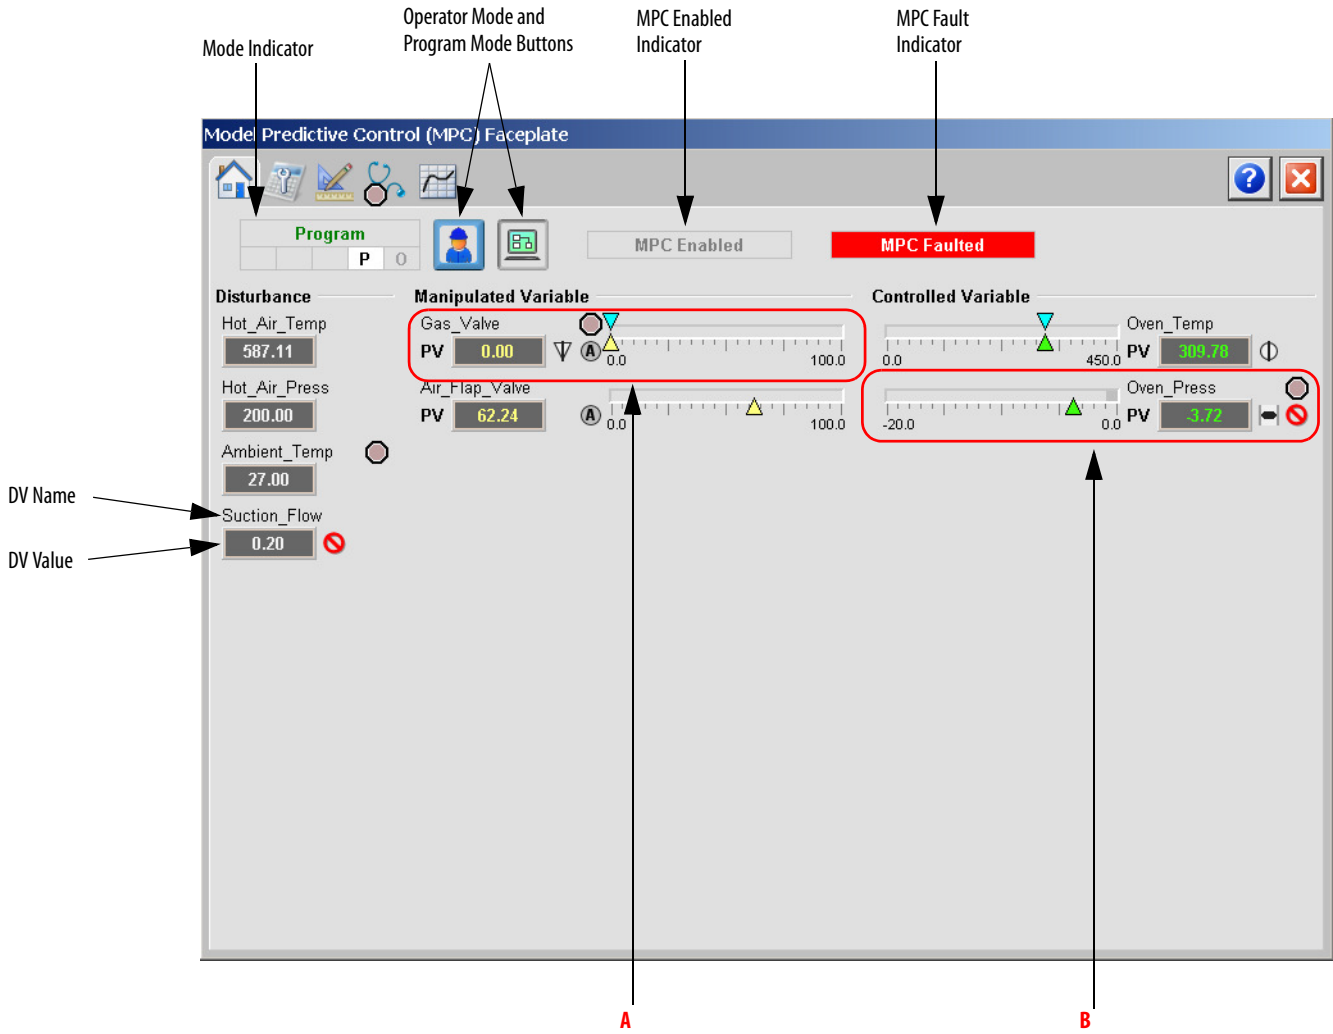 Mode Indicator
Operator Mode and
Program Mode Buttons
MPC Enabled
Indicator
MPC Fault
Indicator
Model Predictive Control (MPC) Faceplate
?
Program
P O
MPC Enabled
MPC Faulted
Disturbance
Hot_Air_Temp
587.11
Hot_Air_Press
200.00
Ambient_Temp
27.00
Suction_Flow
0.20
DV Name
DV Value
Manipulated Variable
Gas_Valve
PV 0.00 A 0.0 100.0
Air_Flap_Valve
PV 62.24 A 0.0 100.0
Controlled Variable
Oven_Temp
0.0 450.0 PV 309.78
Oven_Press
-20.0 0.0 PV -3.72
A
B